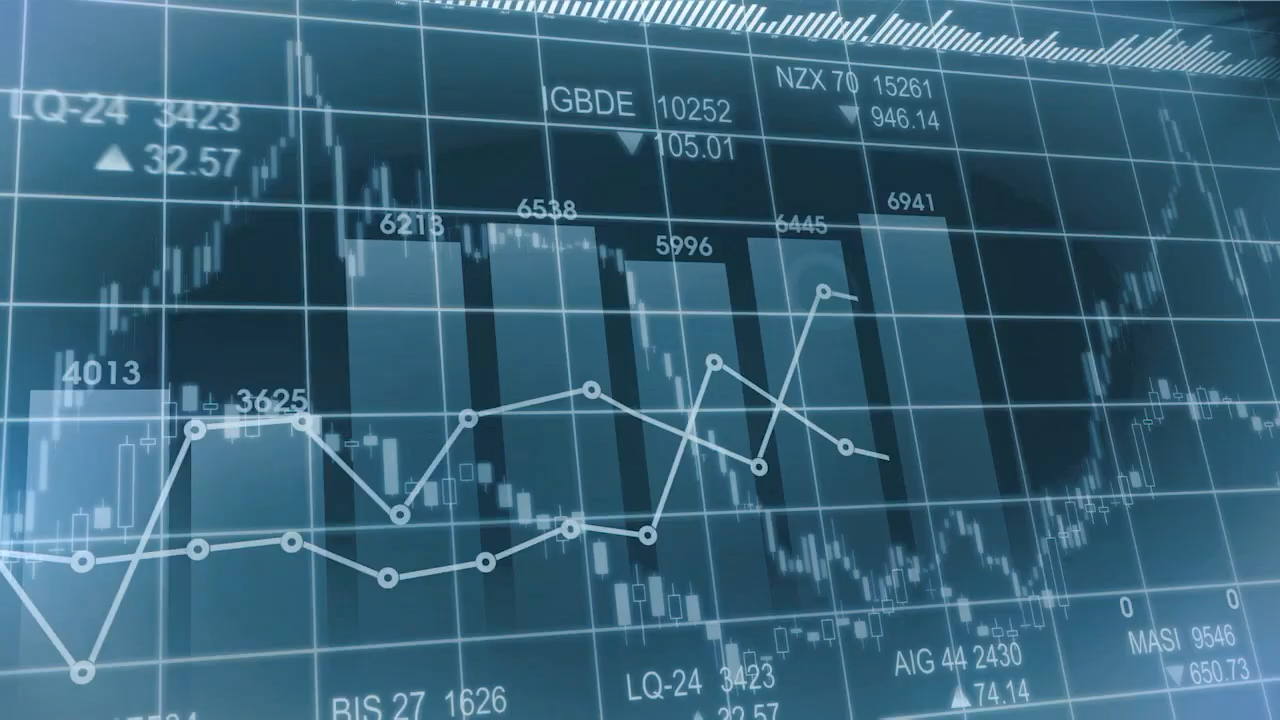 LQ-24 3423
▲ 32.57
IGBDE 10252
▼ 105.01
NZX 70 15261
▼ 946.14
6213
6538
5996
6445
6941
4013
3625
0 0
MASI 9546
▼ 650.73
AIG 44 2430
▲ 74.14
LQ-24 3423
32.57
BIS 27 1626